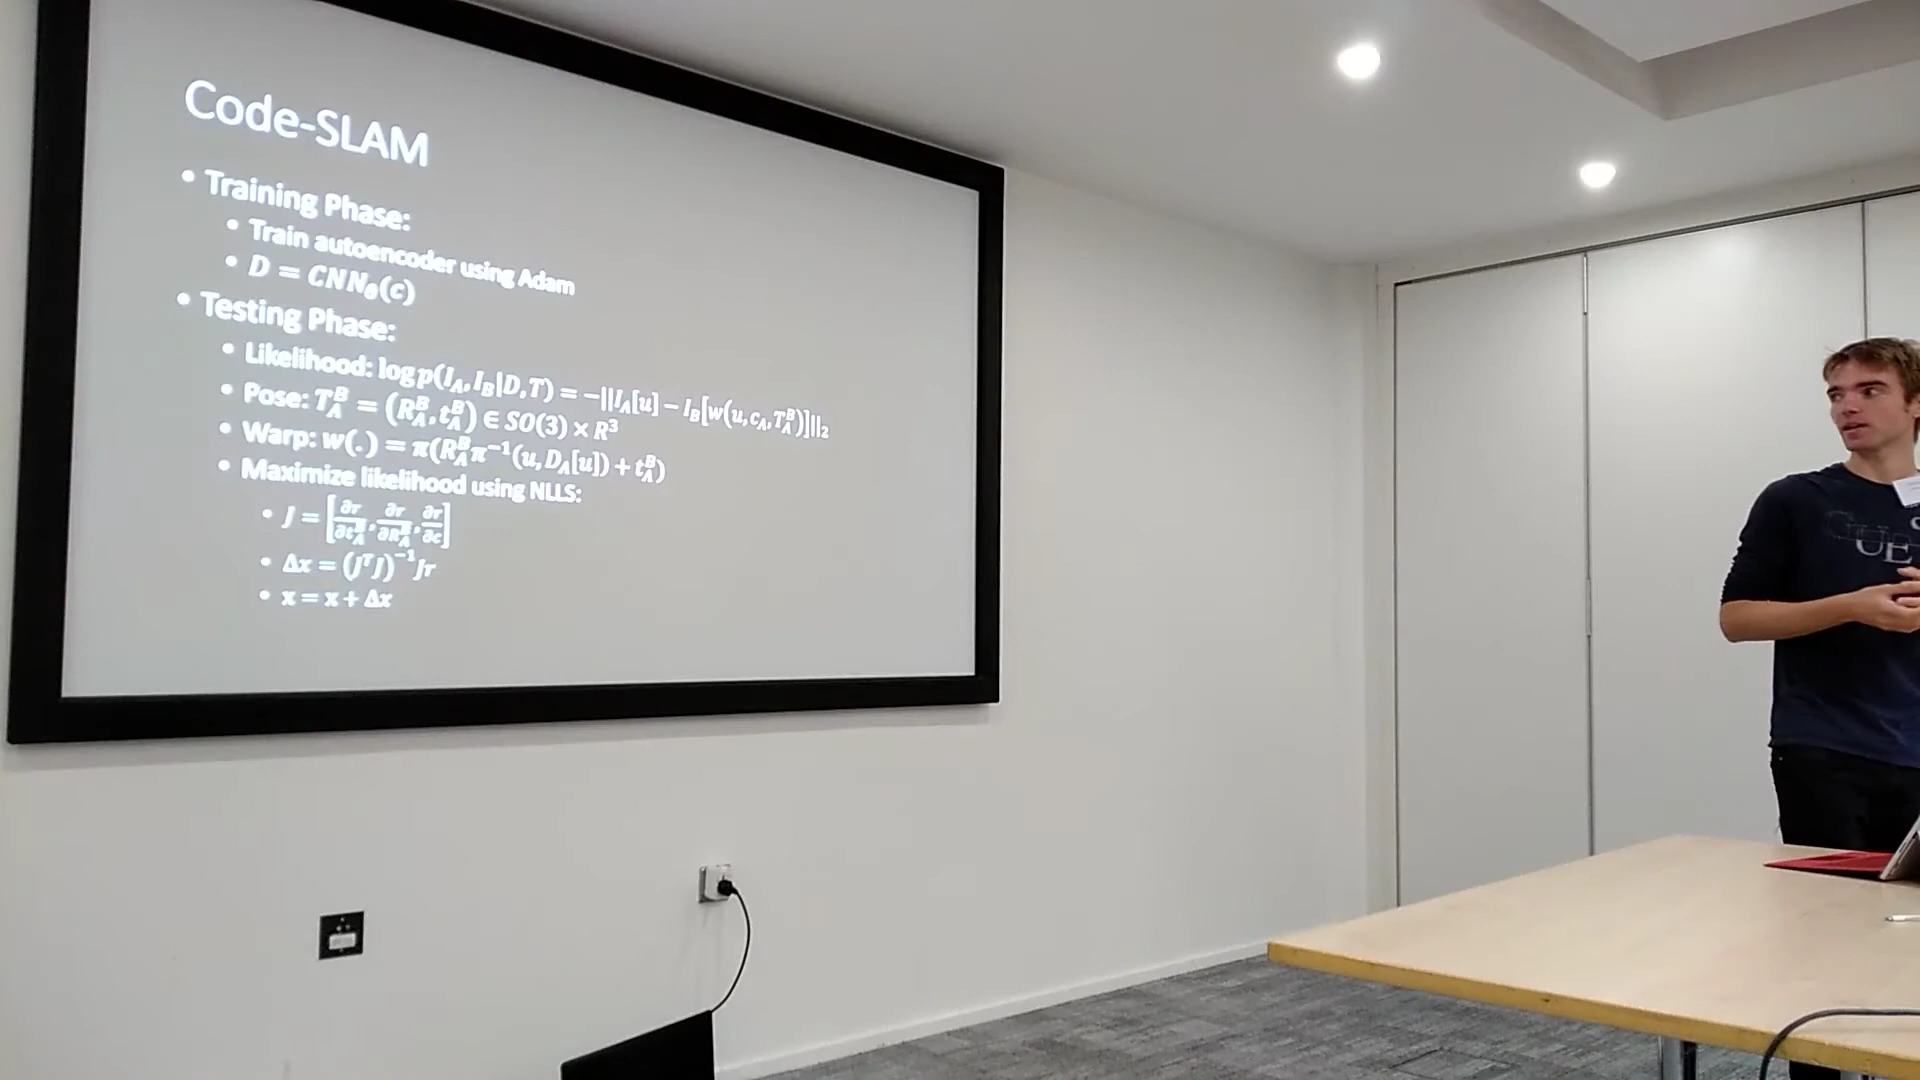 Code-SLAM
• Training Phase:
• Train autoencoder using Adam
• D = CNN_θ(c)
• Testing Phase:
• Likelihood: log p(I_A, I_B|D, T) = −||I_A[u] − I_B[w(u, c_A, T_A^B)]||_2
• Pose: T_A^B = (R_A^B, t_A^B) ∈ SO(3) × R^3
• Warp: w(.) = π(R_A^B π^−1(u, D_A[u]) + t_A^B)
• Maximize likelihood using NLLS:
• J = [∂r/∂t_A^B, ∂r/∂R_A^B, ∂r/∂c]
• Δx = (J^T J)^−1 Jr
• x = x + Δx
UE